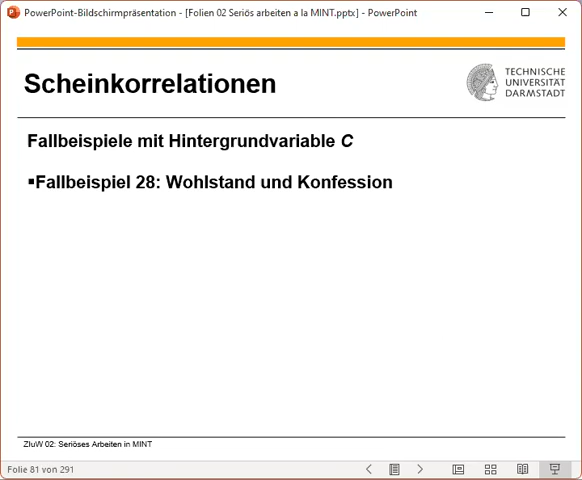 PowerPoint-Bildschirmpräsentation - [Folien 02 Seriös arbeiten a la MINT.pptx] - PowerPoint
Scheinkorrelationen
TECHNISCHE
UNIVERSITÄT
DARMSTADT
Fallbeispiele mit Hintergrundvariable C
▪Fallbeispiel 28: Wohlstand und Konfession
ZIuW 02: Seriöses Arbeiten in MINT
Folie 81 von 291